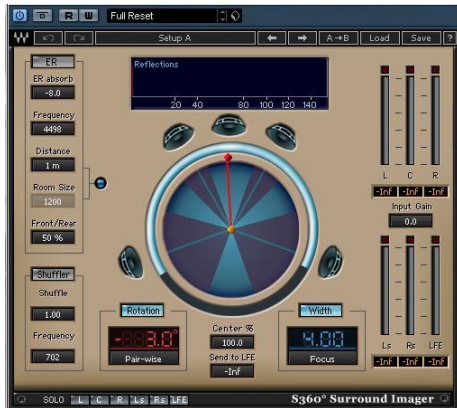 R W Full Reset
Setup A A→B Load Save ?
ER
ER absorb
-8.0
Frequency
4498
Distance
1 m
Room Size
1200
Front/Rear
50 %
Shuffler
Shuffle
1.00
Frequency
702
Reflections
20 40 80 100 120 140
L C R
-Inf -Inf -Inf
Input Gain
0.0
Ls Rs LFE
-Inf -Inf -Inf
Rotation
-3.0°
Pair-wise
Center %
100.0
Send to LFE
-Inf
Width
4.00
Focus
SOLO L C R Ls Rs LFE
S360° Surround Imager